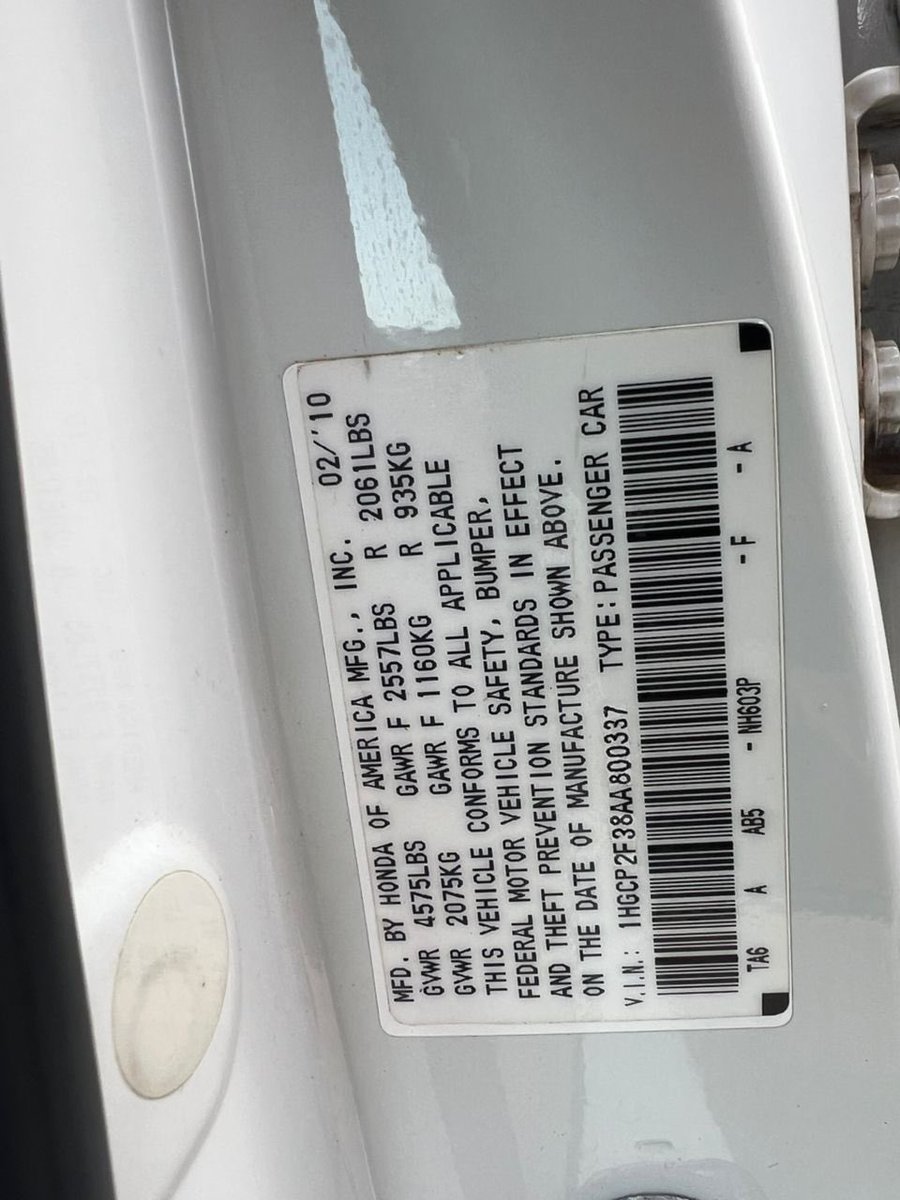 MFD. BY HONDA OF AMERICA MFG., INC. 02/'10
GVWR 4575LBS GAWR F 2557LBS R 2061LBS
GVWR 2075KG GAWR F 1160KG R 935KG
THIS VEHICLE CONFORMS TO ALL APPLICABLE
FEDERAL MOTOR VEHICLE SAFETY, BUMPER,
AND THEFT PREVENTION STANDARDS IN EFFECT
ON THE DATE OF MANUFACTURE SHOWN ABOVE.
V.I.N.: 1HGCP2F38AA800337 TYPE:PASSENGER CAR
TA6 A AB5 - NH603P - F - A